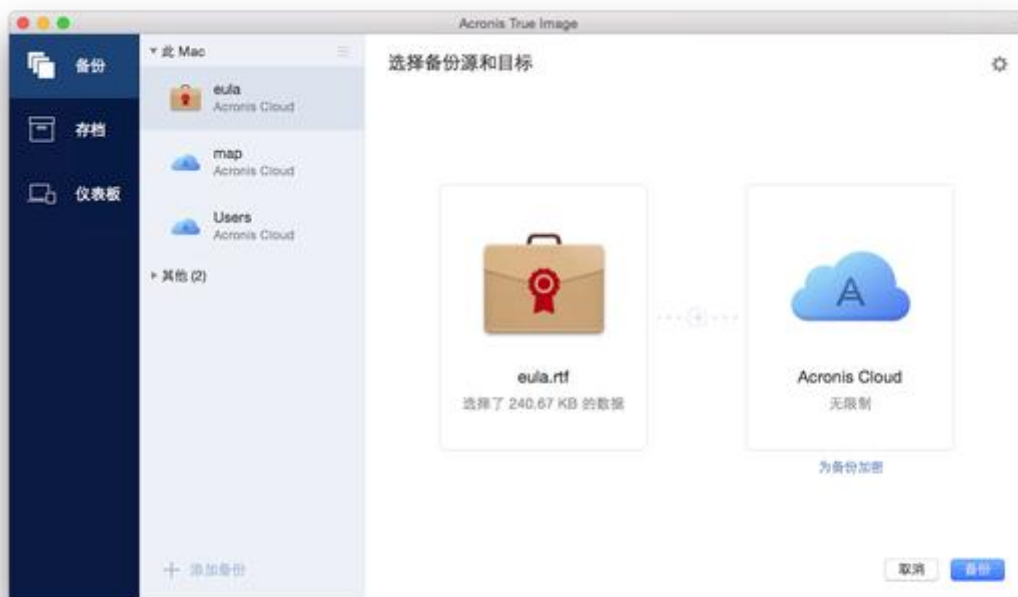 Acronis True Image
备份
存档
仪表板
此 Mac
eula
Acronis Cloud
map
Acronis Cloud
Users
Acronis Cloud
其他 (2)
添加备份
选择备份源和目标
eula.rtf
选择了 240.67 KB 的数据
Acronis Cloud
无限制
为备份加密
取消
备份